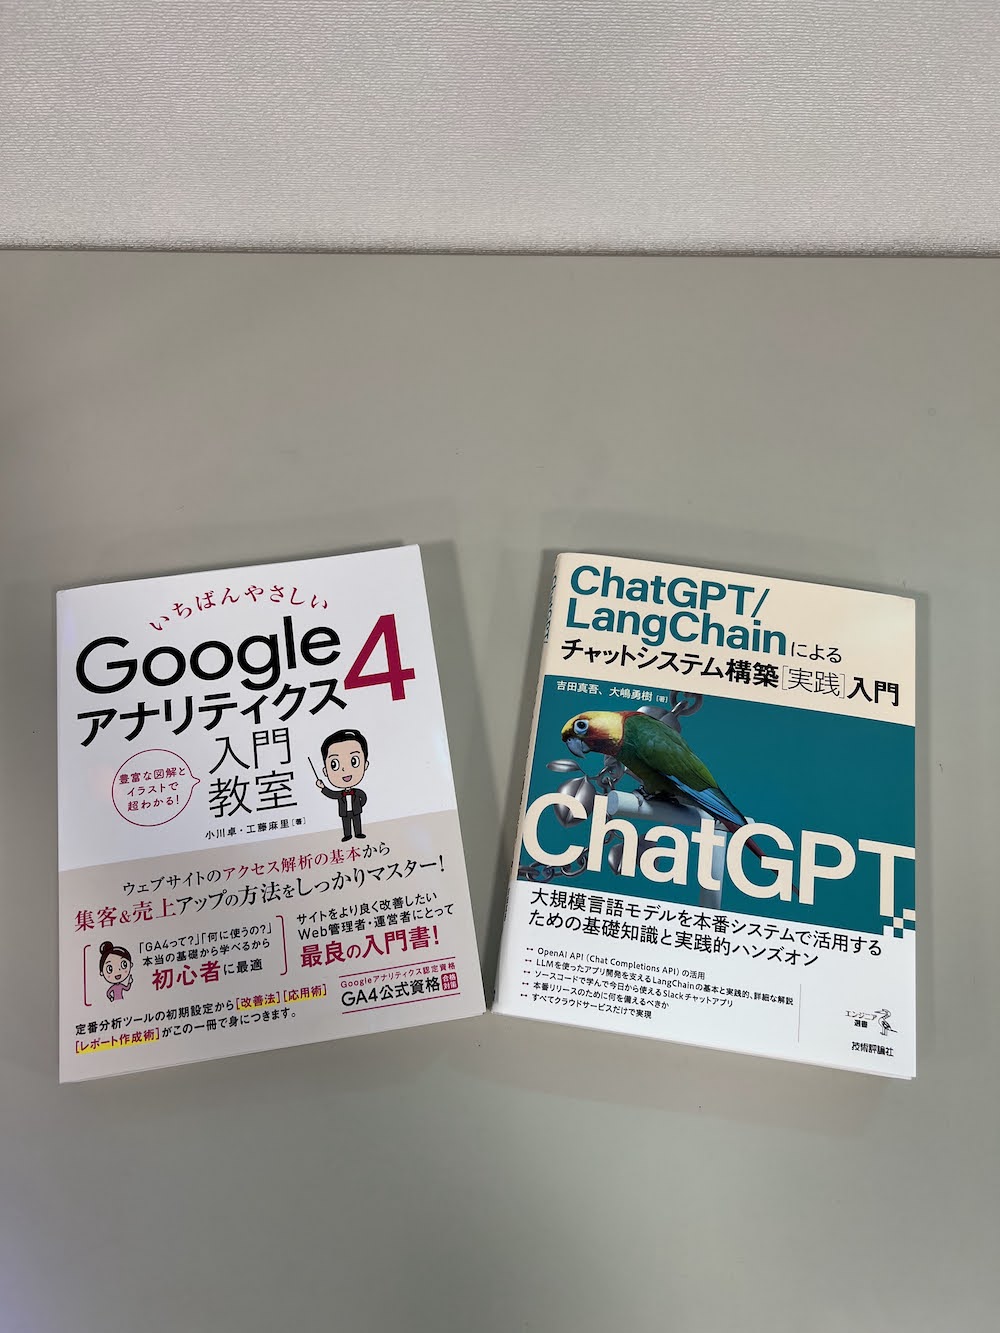 いちばんやさしい
Google
アナリティクス4
入門
教室
豊富な図解と
イラストで
超わかる!
小川卓・工藤麻里[著]
ウェブサイトのアクセス解析の基本から
集客&売上アップの方法をしっかりマスター!
「GA4って?」「何に使うの?」
本当の基礎から学べるから
初心者に最適
サイトをより良く改善したい
Web管理者・運営者にとって
最良の入門書!
Googleアナリティクス認定資格
GA4公式資格
合格
対策
定番分析ツールの初期設定から[改善法][応用術]
[レポート作成術]がこの一冊で身につきます。
ChatGPT/
LangChainによる
チャットシステム構築[実践]入門
吉田真吾、大嶋勇樹[著]
ChatGPT
大規模言語モデルを本番システムで活用する
ための基礎知識と実践的ハンズオン
OpenAI API(Chat Completions API)の活用
LLMを使ったアプリ開発を支えるLangChainの基本と実践的、詳細な解説
ソースコードで学んで今日から使えるSlackチャットアプリ
本番リリースのために何を備えるべきか
すべてクラウドサービスだけで実現
エンジニア
選書
技術評論社